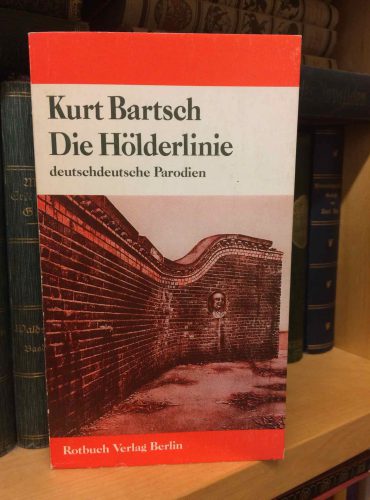 Kurt Bartsch
Die Hölderlinie
deutschdeutsche Parodien
Rotbuch Verlag Berlin